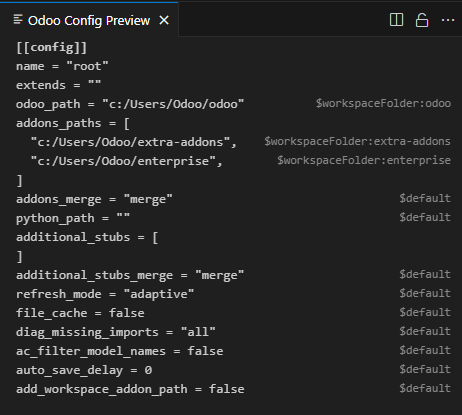 Odoo Config Preview
[[config]]
name = "root"
extends = ""
odoo_path = "c:/Users/Odoo/odoo" $workspaceFolder:odoo
addons_paths = [
  "c:/Users/Odoo/extra-addons", $workspaceFolder:extra-addons
  "c:/Users/Odoo/enterprise", $workspaceFolder:enterprise
]
addons_merge = "merge" $default
python_path = "" $default
additional_stubs = [
]
additional_stubs_merge = "merge" $default
refresh_mode = "adaptive" $default
file_cache = false $default
diag_missing_imports = "all" $default
ac_filter_model_names = false $default
auto_save_delay = 0 $default
add_workspace_addon_path = false $default